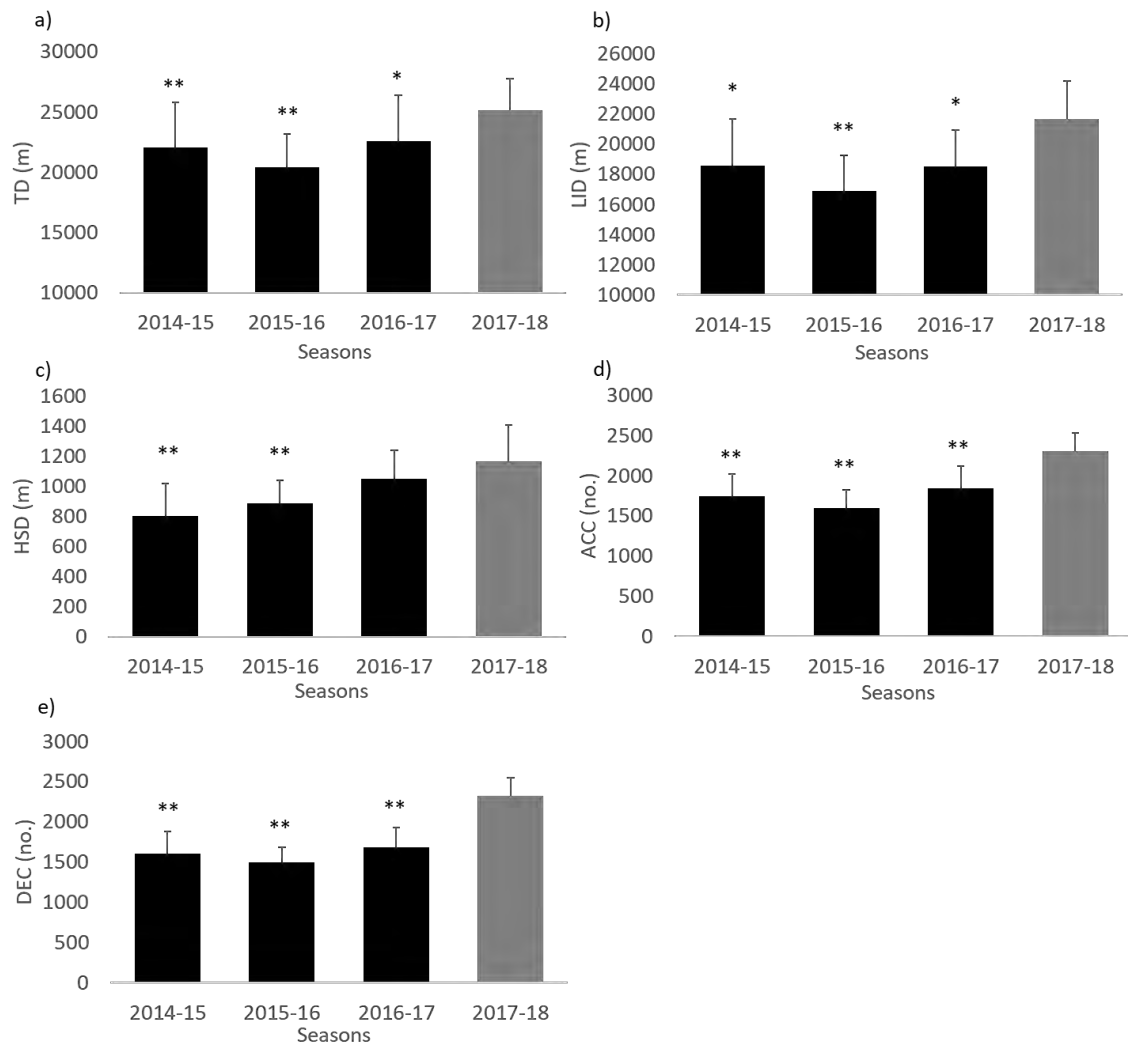 a)
30000
25000
20000
15000
10000
TD (m)
** ** *
2014-15 2015-16 2016-17 2017-18
Seasons
b)
26000
24000
22000
20000
18000
16000
14000
12000
10000
LID (m)
* ** *
2014-15 2015-16 2016-17 2017-18
Seasons
c)
1600
1400
1200
1000
800
600
400
200
0
HSD (m)
** **
2014-15 2015-16 2016-17 2017-18
Seasons
d)
3000
2500
2000
1500
1000
500
0
ACC (no.)
** ** **
2014-15 2015-16 2016-17 2017-18
Seasons
e)
3000
2500
2000
1500
1000
500
0
DEC (no.)
** ** **
2014-15 2015-16 2016-17 2017-18
Seasons